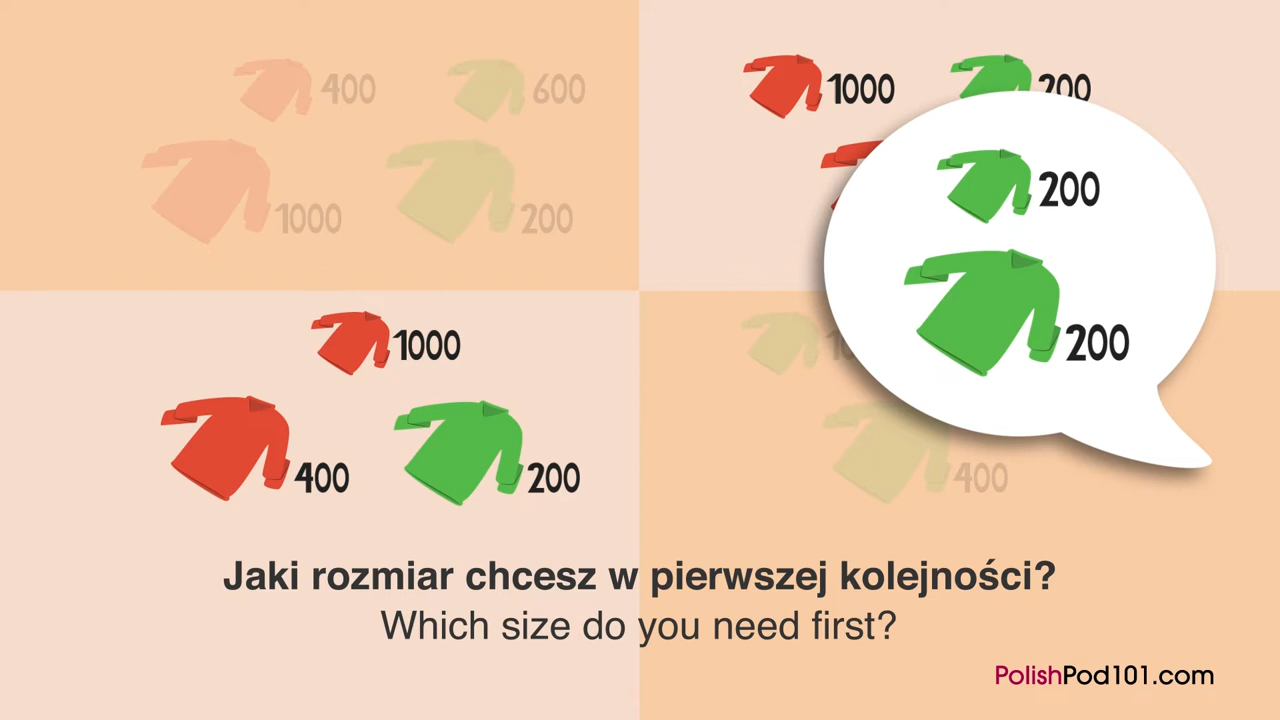 400 600
1000 200
1000 200
200
200
1000
400 200
400
Jaki rozmiar chcesz w pierwszej kolejności?
Which size do you need first?
PolishPod101.com